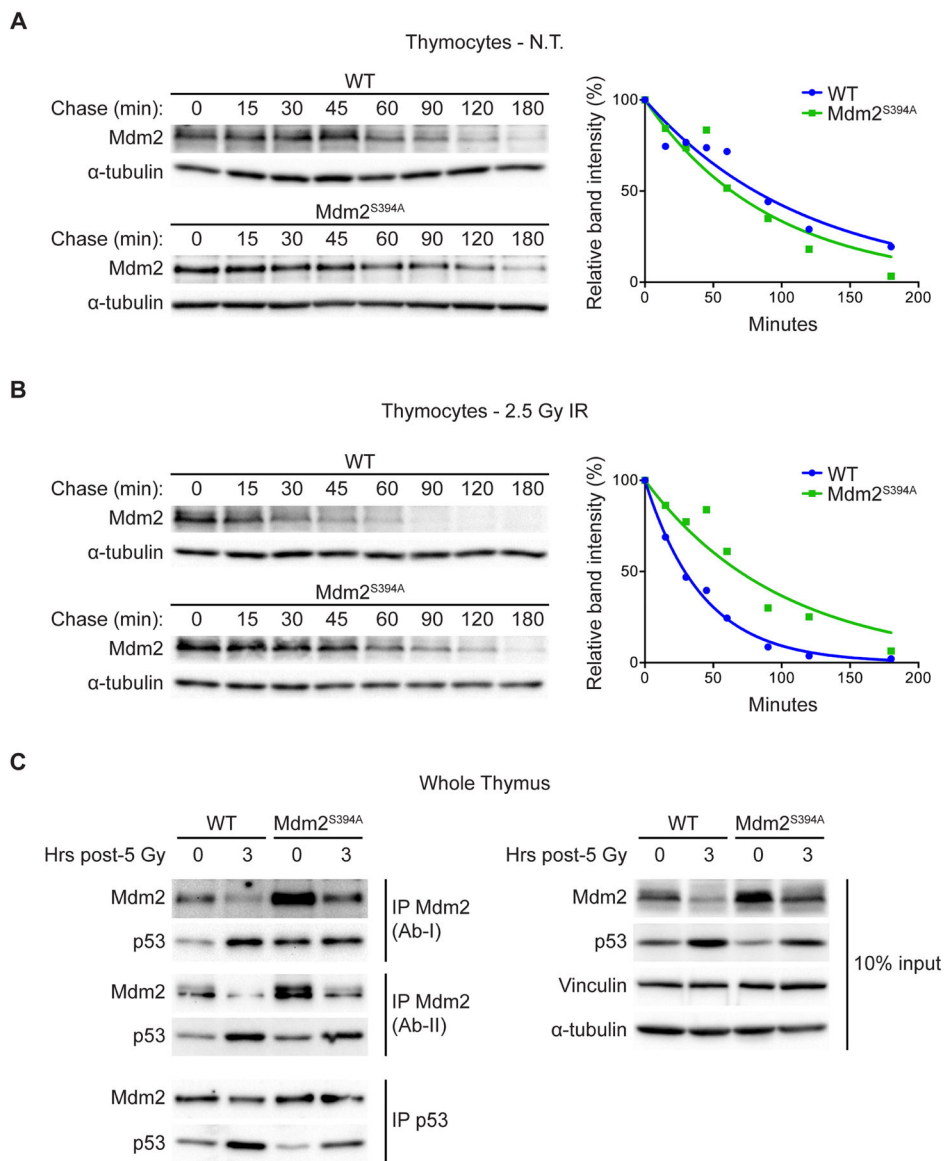 A
Thymocytes - N.T.
WT
Chase (min): 0 15 30 45 60 90 120 180
Mdm2
α-tubulin
Mdm2S394A
Chase (min): 0 15 30 45 60 90 120 180
Mdm2
α-tubulin
Relative band intensity (%)
100
50
0
0 50 100 150 200
Minutes
WT
Mdm2S394A
B
Thymocytes - 2.5 Gy IR
WT
Chase (min): 0 15 30 45 60 90 120 180
Mdm2
α-tubulin
Mdm2S394A
Chase (min): 0 15 30 45 60 90 120 180
Mdm2
α-tubulin
Relative band intensity (%)
100
50
0
0 50 100 150 200
Minutes
WT
Mdm2S394A
C
Whole Thymus
WT Mdm2S394A
Hrs post-5 Gy 0 3 0 3
Mdm2
p53
IP Mdm2
(Ab-I)
Mdm2
p53
IP Mdm2
(Ab-II)
Mdm2
p53
IP p53
WT Mdm2S394A
Hrs post-5 Gy 0 3 0 3
Mdm2
p53
Vinculin
α-tubulin
10% input